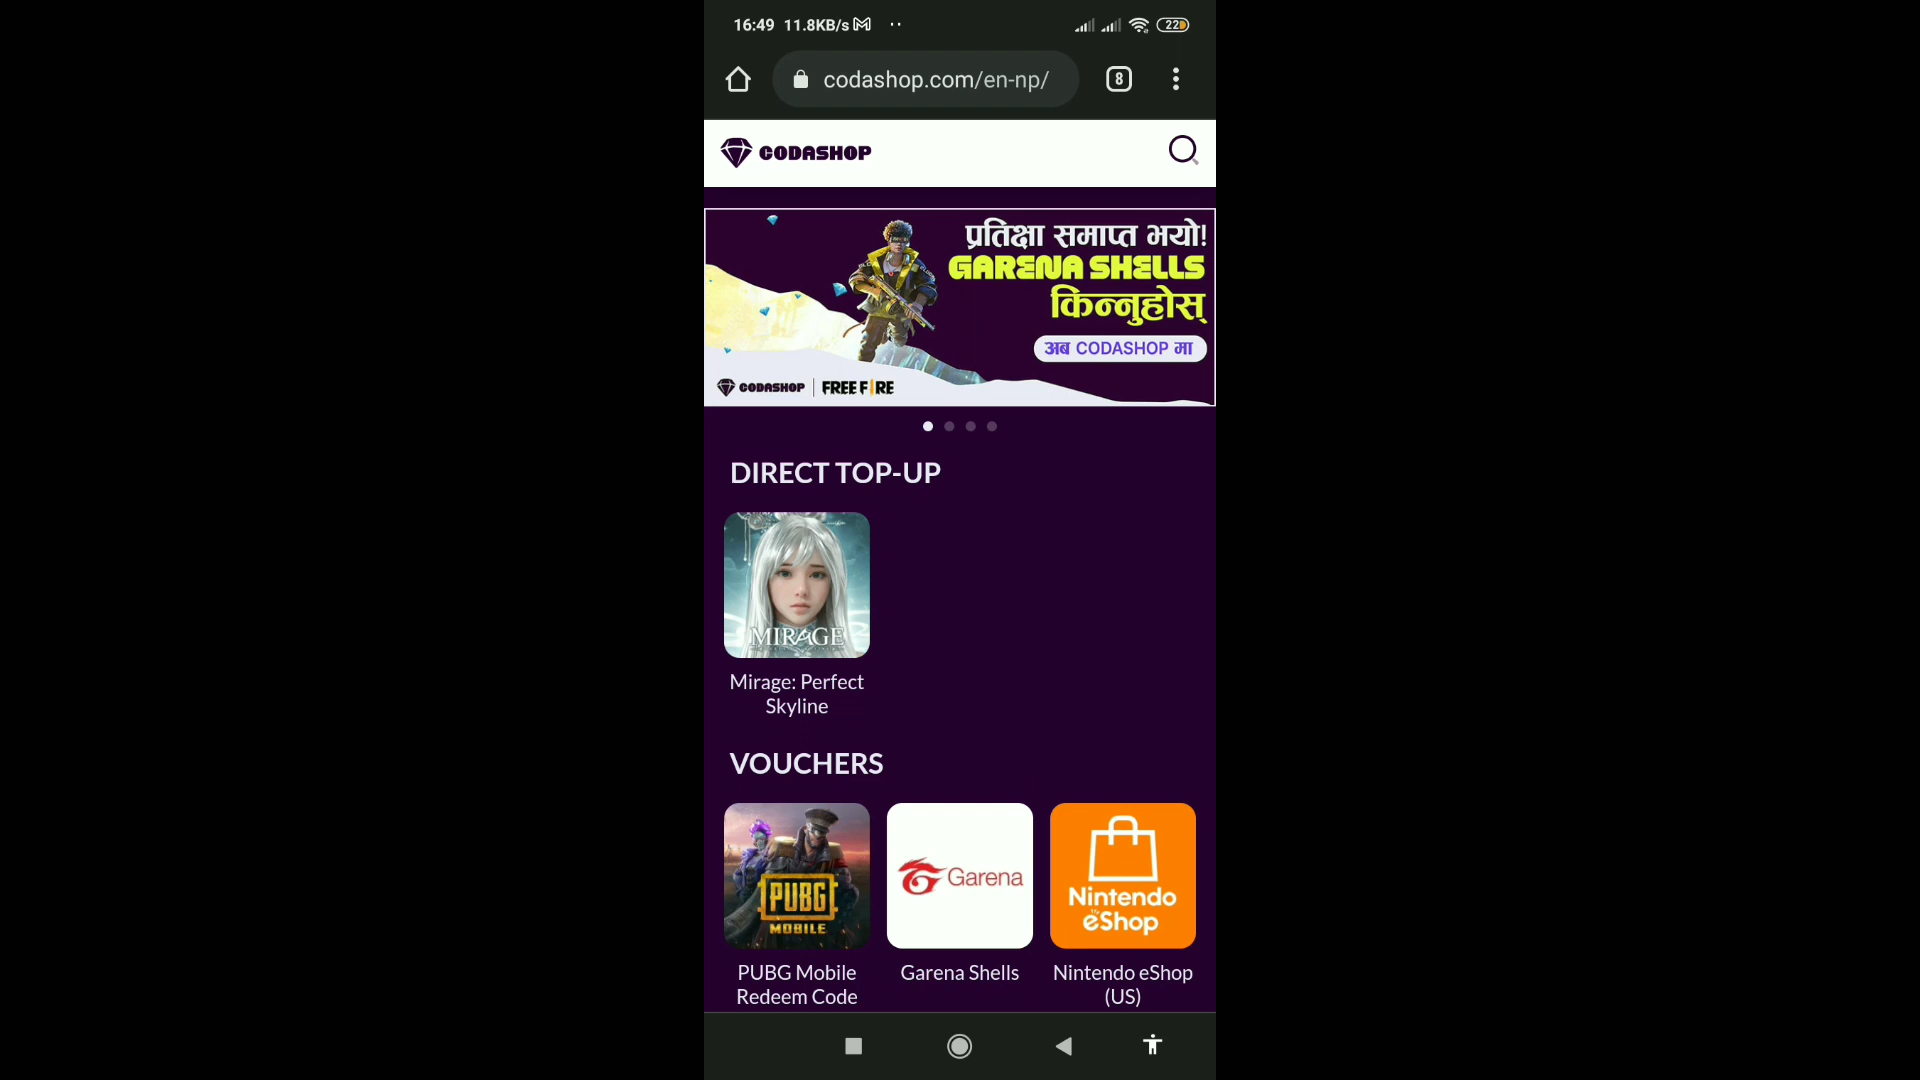 16:49 11.8KB/s
22
codashop.com/en-np/
8
CODASHOP
प्रतिक्षा समाप्त भयो!
GARENA SHELLS
किन्नुहोस्
अब CODASHOP मा
CODASHOP | FREE FIRE
DIRECT TOP-UP
MIRAGE
Mirage: Perfect
Skyline
VOUCHERS
PUBG
MOBILE
Garena
Nintendo
eShop
PUBG Mobile
Redeem Code
Garena Shells
Nintendo eShop
(US)